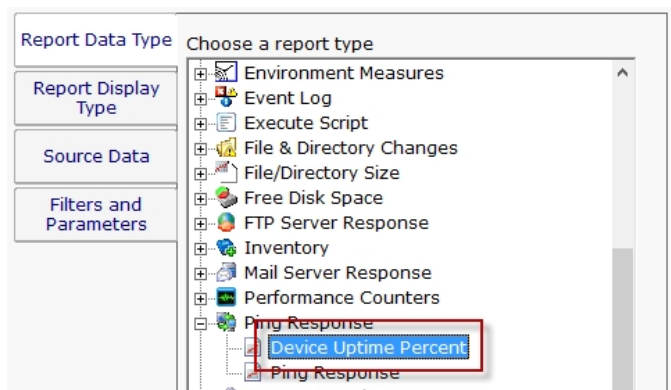 Report Data Type
Choose a report type
Report Display
Type
Source Data
Filters and
Parameters
Environment Measures
Event Log
Execute Script
File & Directory Changes
File/Directory Size
Free Disk Space
FTP Server Response
Inventory
Mail Server Response
Performance Counters
Ping Response
Device Uptime Percent
Ping Response